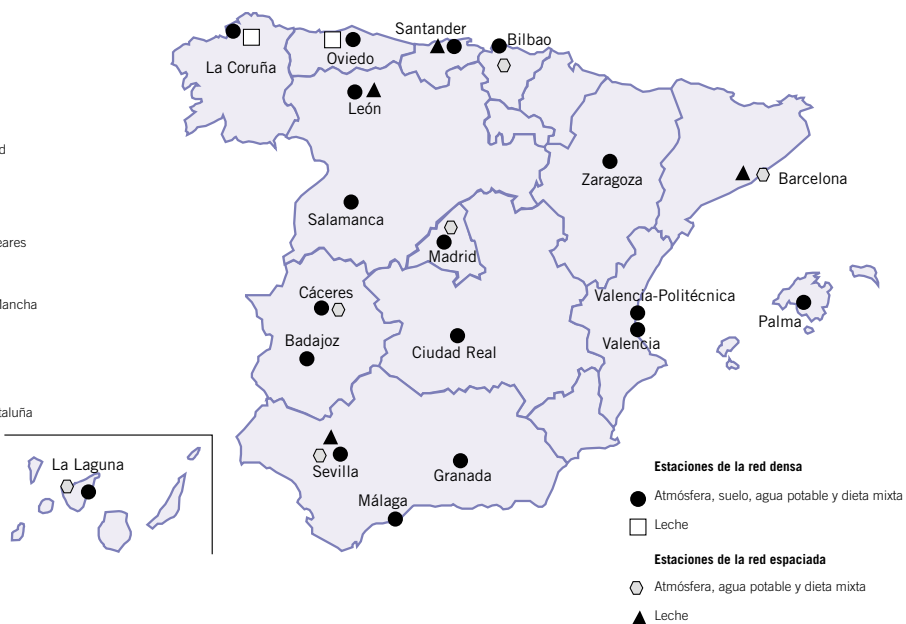 Santander
Bilbao
La Coruña
Oviedo
León
Zaragoza
Barcelona
Salamanca
Madrid
Cáceres
Valencia-Politécnica
Palma
Badajoz
Ciudad Real
Valencia
taluña
La Laguna
Sevilla
Granada
Málaga
Estaciones de la red densa
Atmósfera, suelo, agua potable y dieta mixta
Leche
Estaciones de la red espaciada
Atmósfera, agua potable y dieta mixta
Leche